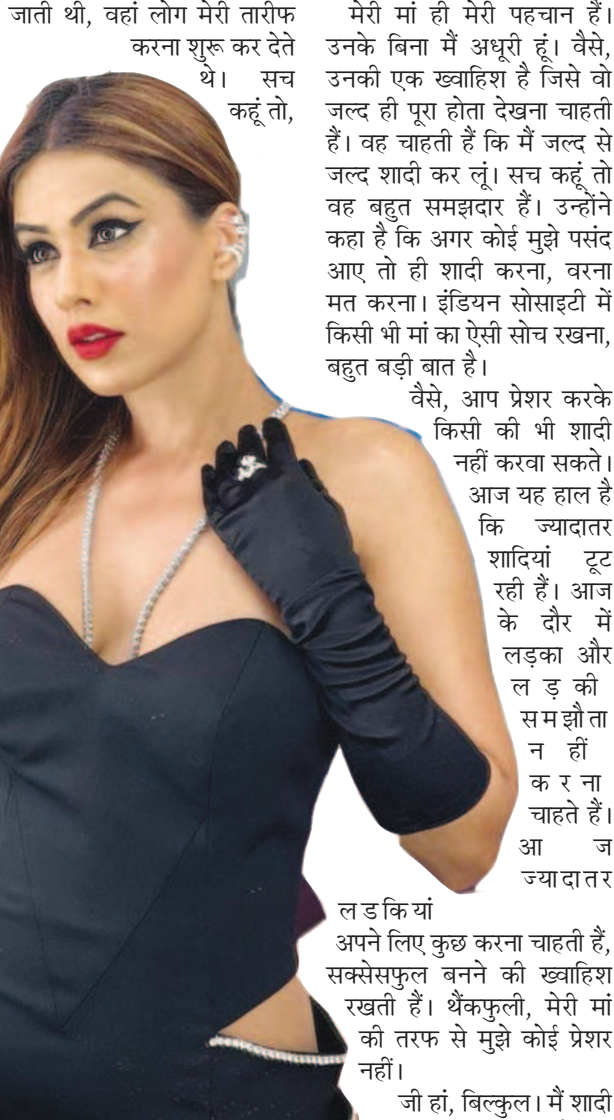 जाती थी, वहां लोग मेरी तारीफ
करना शुरू कर देते
थे। सच
कहूं तो,
मेरी मां ही मेरी पहचान हैं।
उनके बिना मैं अधूरी हूं। वैसे,
उनकी एक ख्वाहिश है जिसे वो
जल्द ही पूरा होता देखना चाहती
हैं। वह चाहती हैं कि मैं जल्द से
जल्द शादी कर लूं। सच कहूं तो
वह बहुत समझदार हैं। उन्होंने
कहा है कि अगर कोई मुझे पसंद
आए तो ही शादी करना, वरना
मत करना। इंडियन सोसाइटी में
किसी भी मां का ऐसी सोच रखना,
बहुत बड़ी बात है।
वैसे, आप प्रेशर करके
किसी की भी शादी
नहीं करवा सकते।
आज यह हाल है
कि ज्यादातर
शादियां टूट
रही हैं। आज
के दौर में
लड़का और
ल ड़ की
समझौता
न हीं
क र ना
चाहते हैं।
आ ज
ज्यादातर
लडकियां
अपने लिए कुछ करना चाहती हैं,
सक्सेसफुल बनने की ख्वाहिश
रखती हैं। थैंकफुली, मेरी मां
की तरफ से मुझे कोई प्रेशर
नहीं।
जी हां, बिल्कुल। मैं शादी